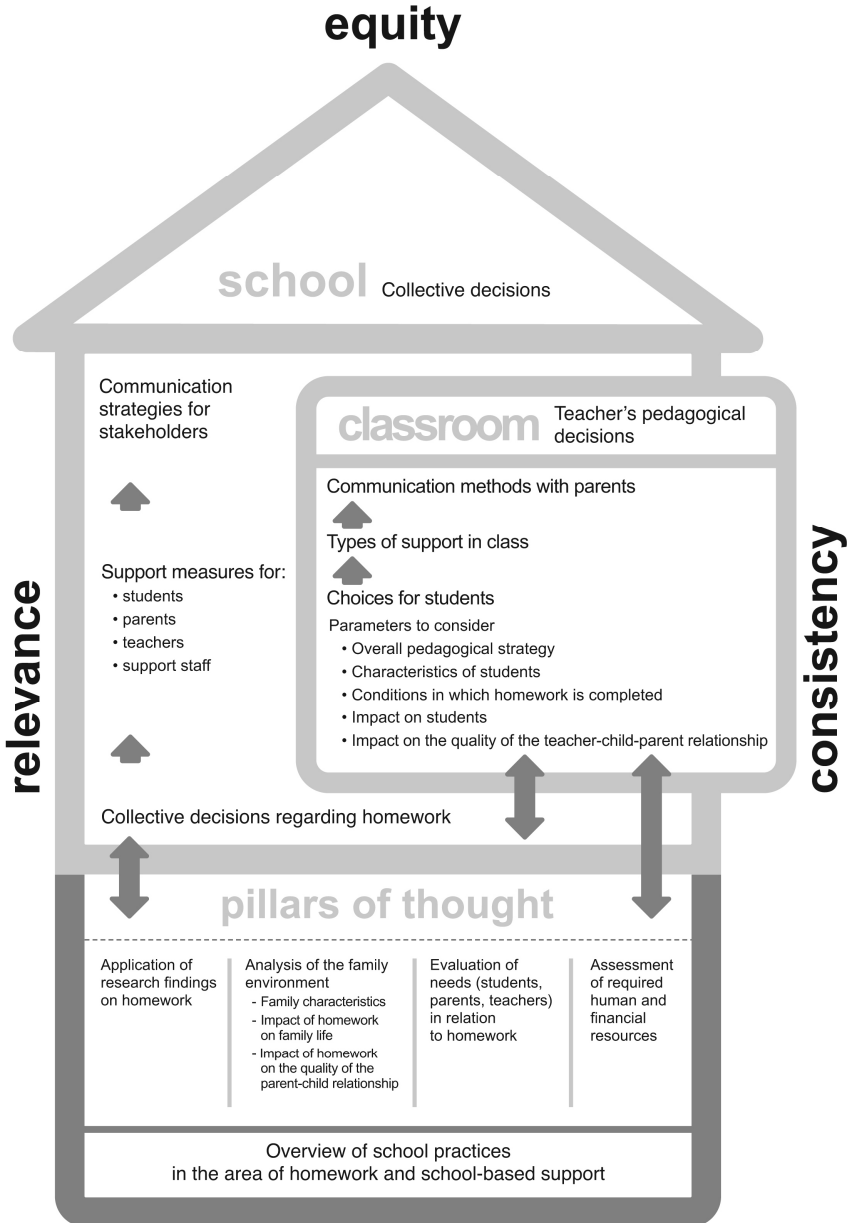 equity
school Collective decisions
Communication
strategies for
stakeholders
Support measures for:
• students
• parents
• teachers
• support staff
Collective decisions regarding homework
classroom Teacher’s pedagogical
decisions
Communication methods with parents
Types of support in class
Choices for students
Parameters to consider
• Overall pedagogical strategy
• Characteristics of students
• Conditions in which homework is completed
• Impact on students
• Impact on the quality of the teacher-child-parent relationship
relevance
consistency
pillars of thought
Application of
research findings
on homework
Analysis of the family
environment
- Family characteristics
- Impact of homework
on family life
- Impact of homework
on the quality of the
parent-child relationship
Evaluation of
needs (students,
parents, teachers)
in relation
to homework
Assessment
of required
human and
financial
resources
Overview of school practices
in the area of homework and school-based support